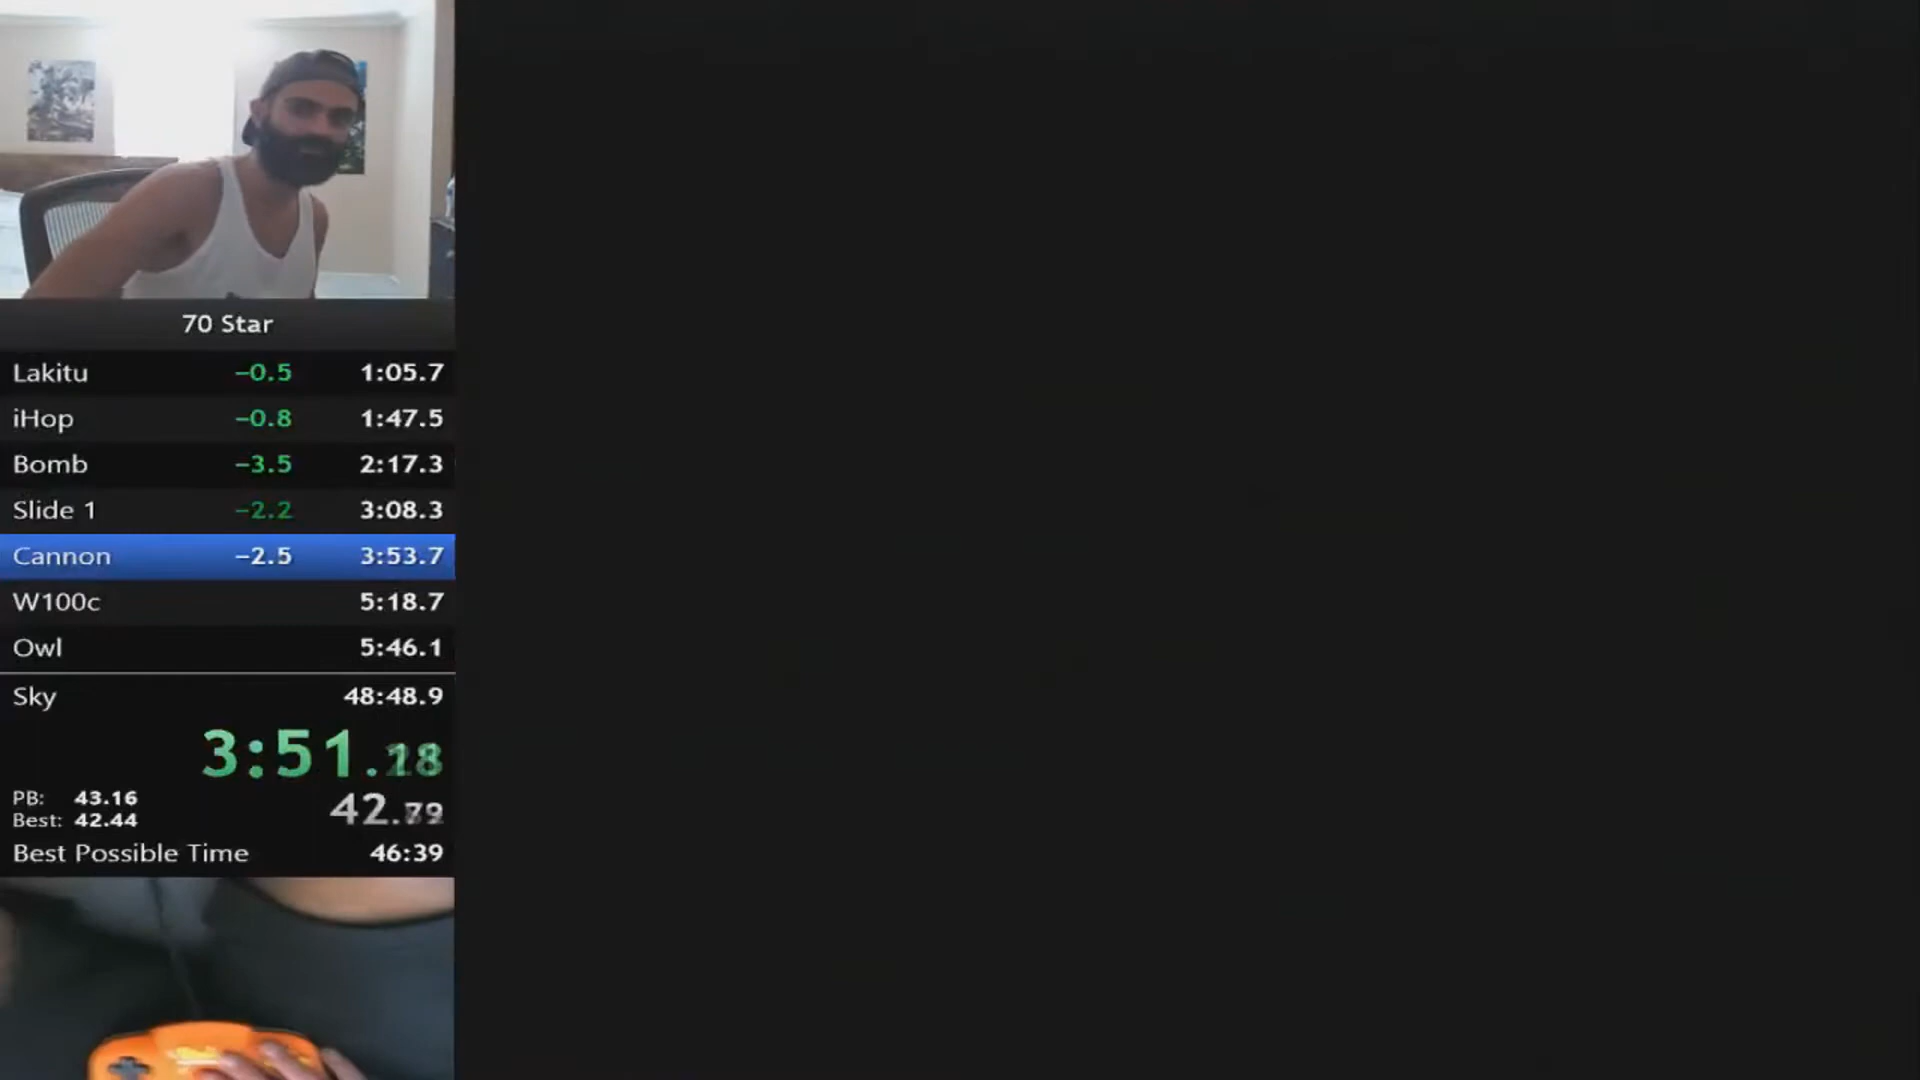 70 Star
Lakitu −0.5 1:05.7
iHop −0.8 1:47.5
Bomb −3.5 2:17.3
Slide 1 −2.2 3:08.3
Cannon −2.5 3:53.7
W100c 5:18.7
Owl 5:46.1
Sky 48:48.9
3:51.
PB: 43.16
42.
Best: 42.44
Best Possible Time 46:39